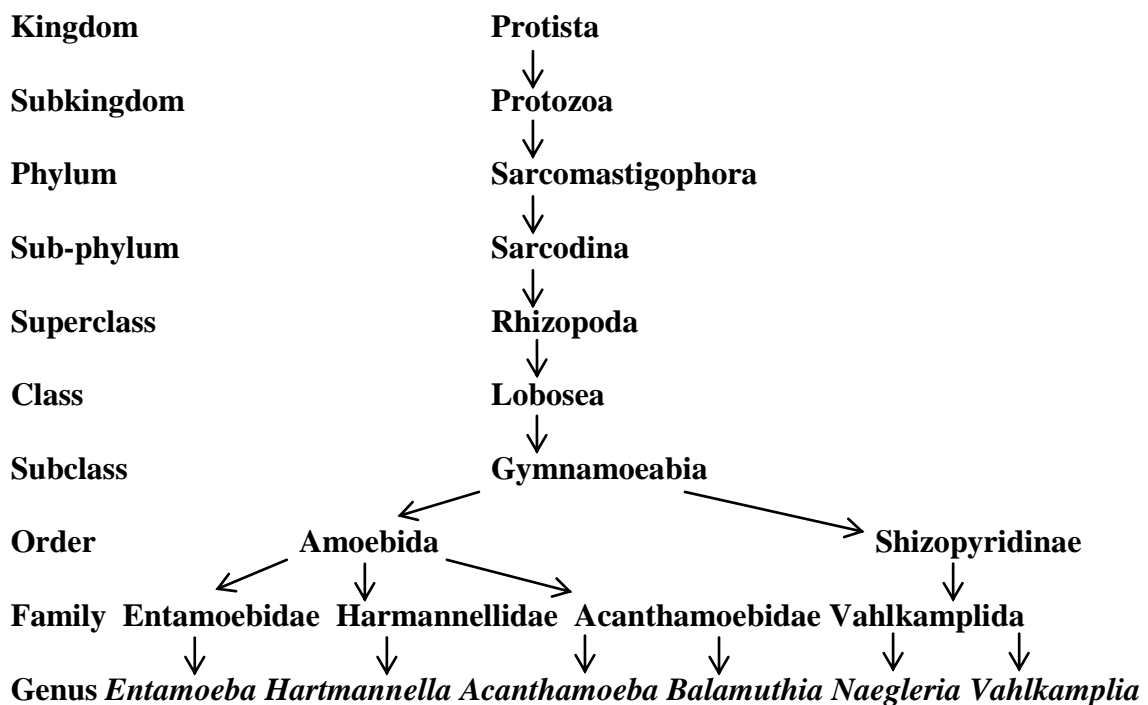 Kingdom Protista
Subkingdom Protozoa
Phylum Sarcomastigophora
Sub-phylum Sarcodina
Superclass Rhizopoda
Class Lobosea
Subclass Gymnamoeabia
Order Amoebida Shizopyridinae
Family Entamoebidae Harmannellidae Acanthamoebidae Vahlkamplida
Genus Entamoeba Hartmannella Acanthamoeba Balamuthia Naegleria Vahlkamplia